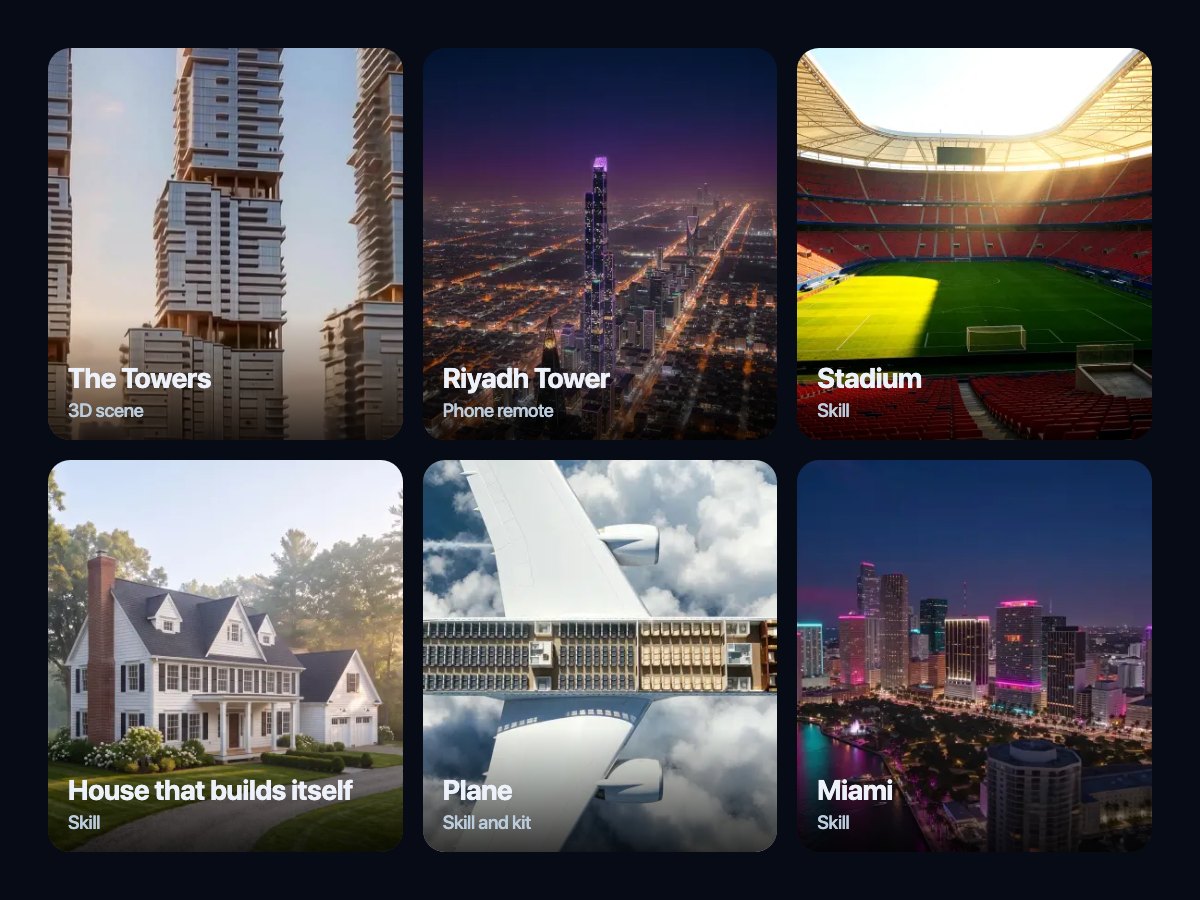 The Towers
3D scene
Riyadh Tower
Phone remote
Stadium
Skill
House that builds itself
Skill
Plane
Skill and kit
Miami
Skill